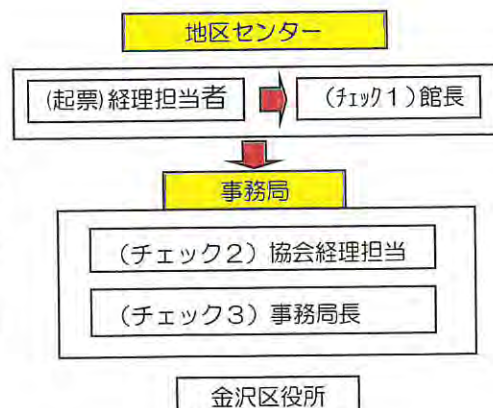 地区センター
(起票)経理担当者
(チェック1)館長
事務局
(チェック2)協会経理担当
(チェック3)事務局長
金沢区役所